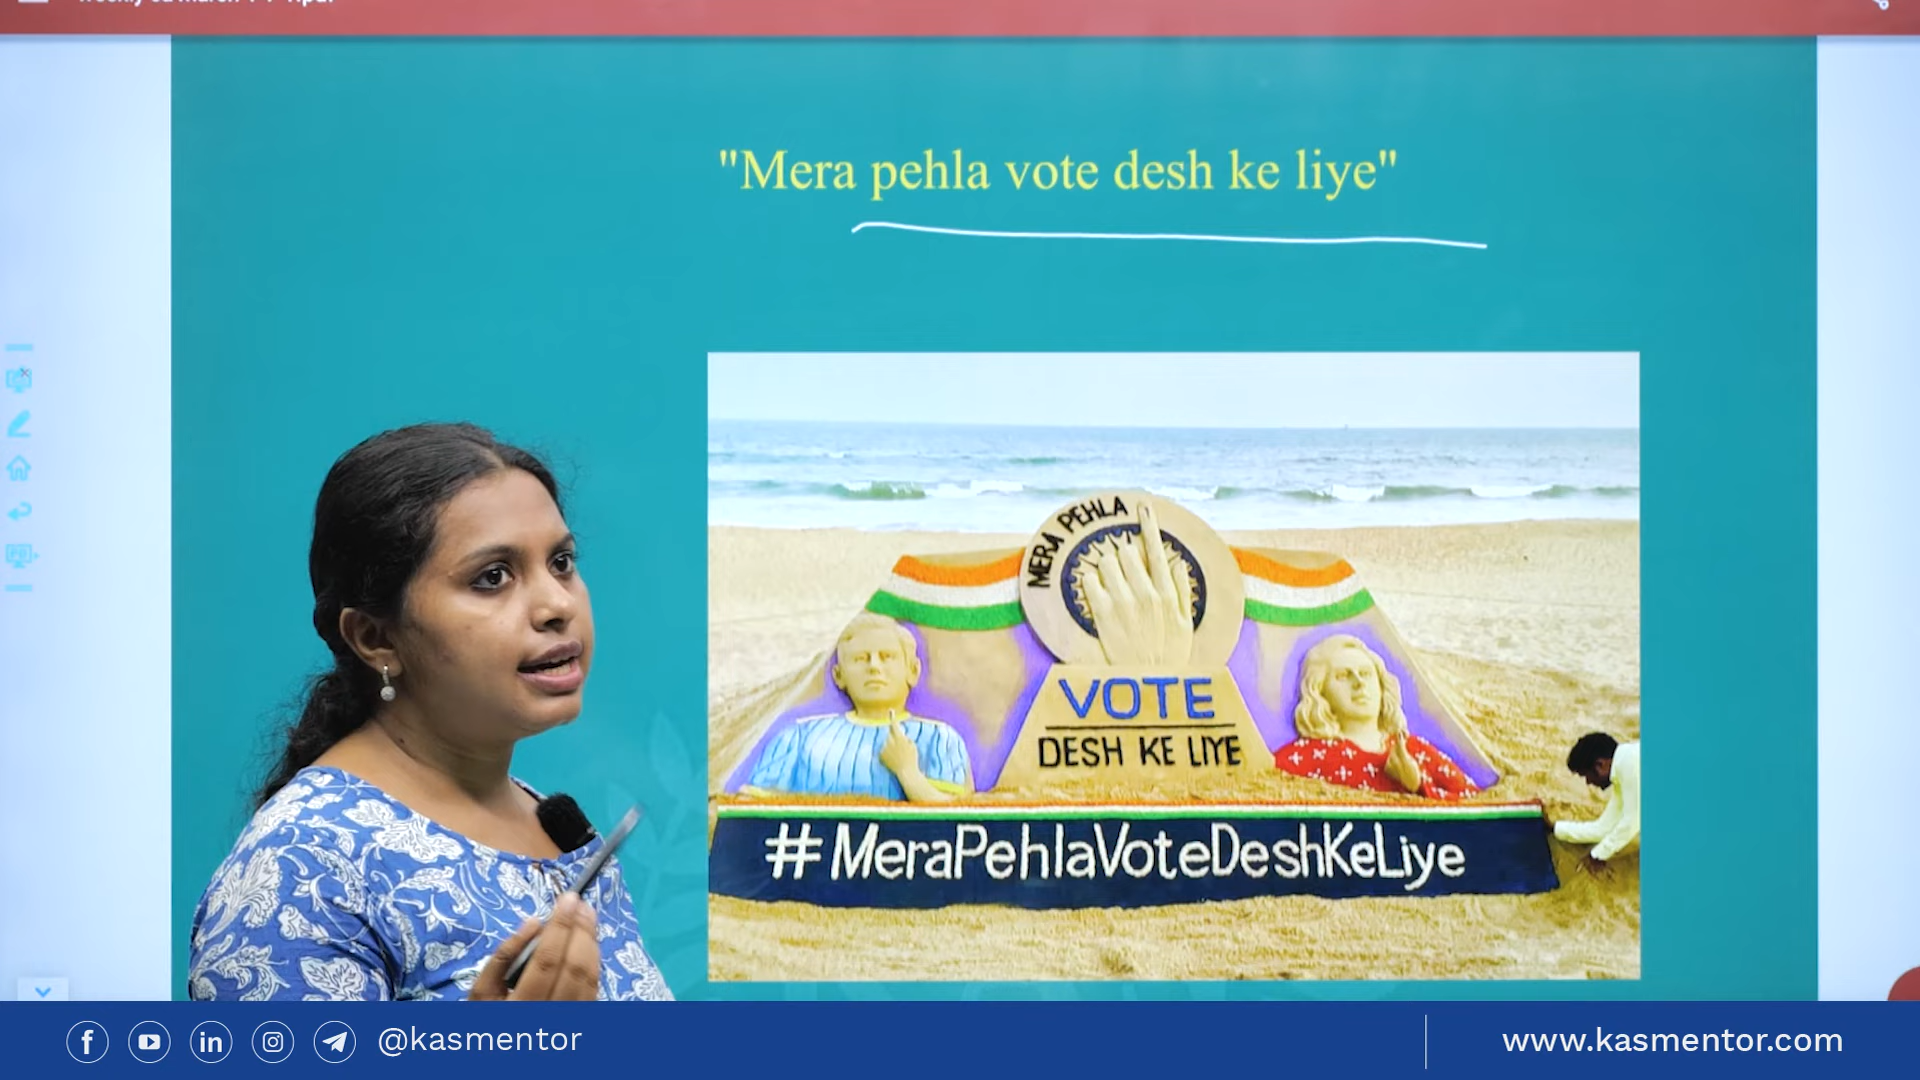 "Mera pehla vote desh ke liye"
MERA PEHLA
VOTE
DESH KE LIYE
#MeraPehlaVoteDeshKeLiye
@kasmentor
www.kasmentor.com